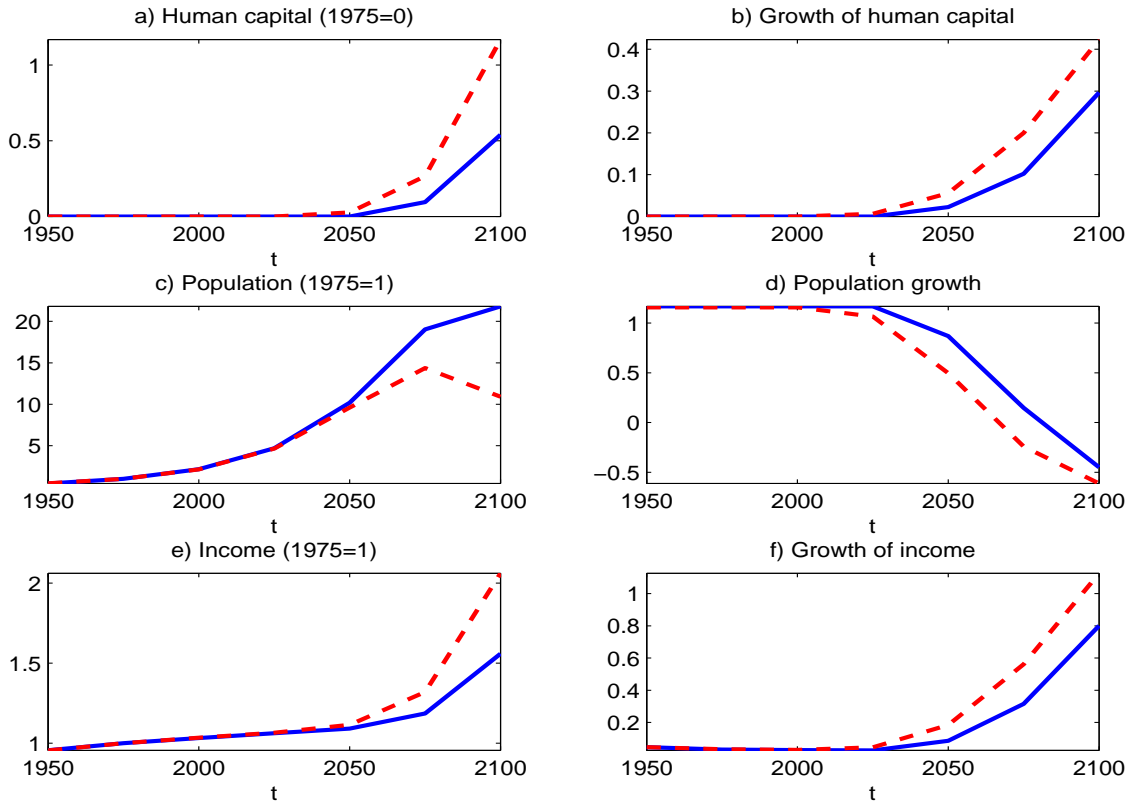 a) Human capital (1975=0)
1
0.5
0
1950 2000 2050 2100
t
b) Growth of human capital
0.4
0.3
0.2
0.1
0
1950 2000 2050 2100
t
c) Population (1975=1)
20
15
10
5
1950 2000 2050 2100
t
d) Population growth
1
0.5
0
−0.5
1950 2000 2050 2100
t
e) Income (1975=1)
2
1.5
1
1950 2000 2050 2100
t
f) Growth of income
1
0.8
0.6
0.4
0.2
1950 2000 2050 2100
t